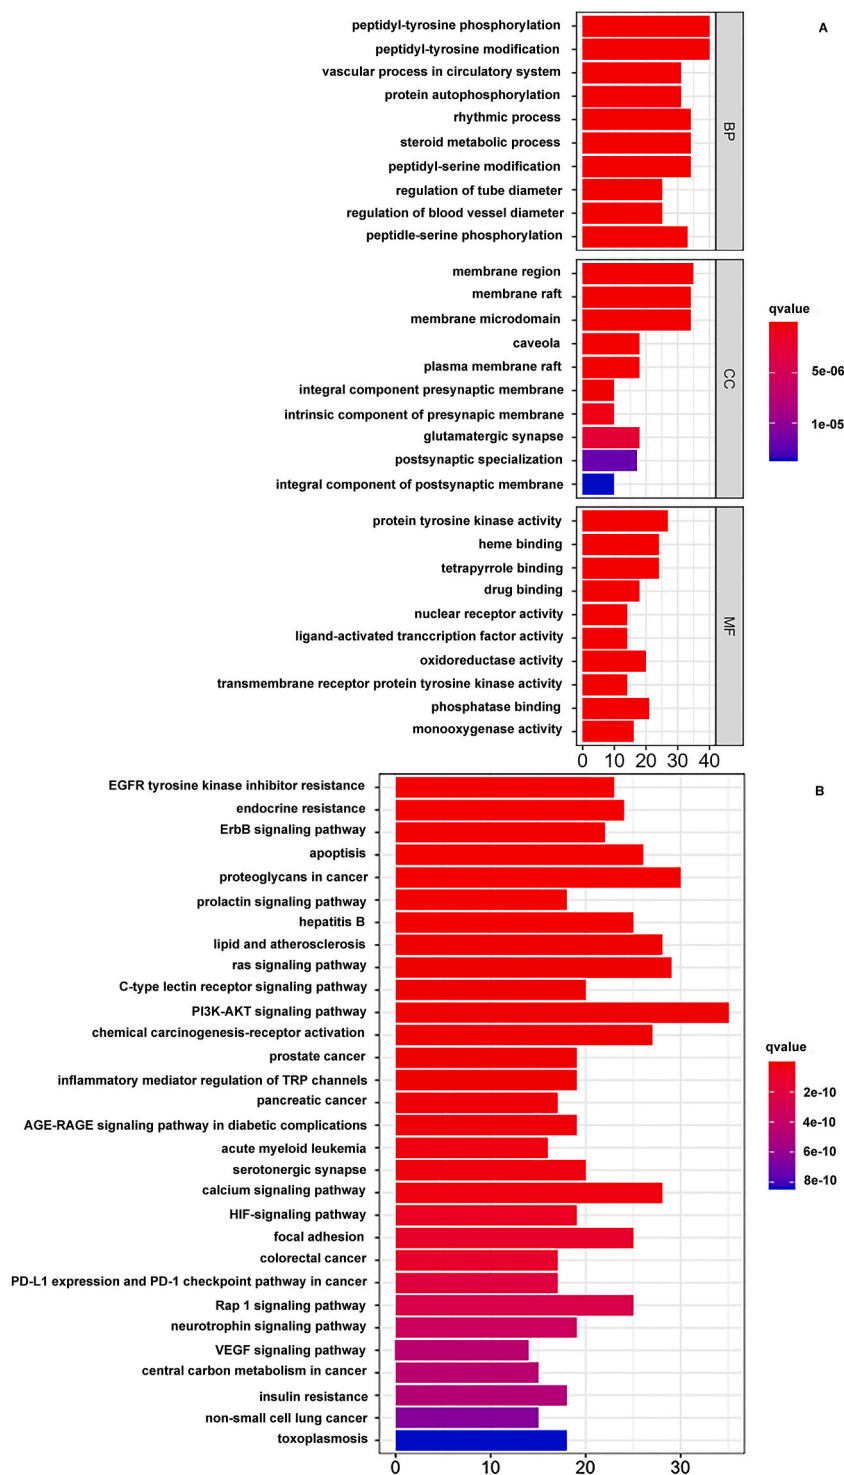 A
peptidyl-tyrosine phosphorylation
peptidyl-tyrosine modification
vascular process in circulatory system
protein autophosphorylation
rhythmic process
steroid metabolic process
peptidyl-serine modification
regulation of tube diameter
regulation of blood vessel diameter
peptidle-serine phosphorylation
BP
membrane region
membrane raft
membrane microdomain
caveola
plasma membrane raft
integral component presynaptic membrane
intrinsic component of presynapic membrane
glutamatergic synapse
postsynaptic specialization
integral component of postsynaptic membrane
CC
qvalue
5e-06
1e-05
protein tyrosine kinase activity
heme binding
tetrapyrrole binding
drug binding
nuclear receptor activity
ligand-activated tranccription factor activity
oxidoreductase activity
transmembrane receptor protein tyrosine kinase activity
phosphatase binding
monooxygenase activity
MF
0 10 20 30 40
B
EGFR tyrosine kinase inhibitor resistance
endocrine resistance
ErbB signaling pathway
apoptisis
proteoglycans in cancer
prolactin signaling pathway
hepatitis B
lipid and atherosclerosis
ras signaling pathway
C-type lectin receptor signaling pathway
PI3K-AKT signaling pathway
chemical carcinogenesis-receptor activation
prostate cancer
inflammatory mediator regulation of TRP channels
pancreatic cancer
AGE-RAGE signaling pathway in diabetic complications
acute myeloid leukemia
serotonergic synapse
calcium signaling pathway
HIF-signaling pathway
focal adhesion
colorectal cancer
PD-L1 expression and PD-1 checkpoint pathway in cancer
Rap 1 signaling pathway
neurotrophin signaling pathway
VEGF signaling pathway
central carbon metabolism in cancer
insulin resistance
non-small cell lung cancer
toxoplasmosis
qvalue
2e-10
4e-10
6e-10
8e-10
0 10 20 30